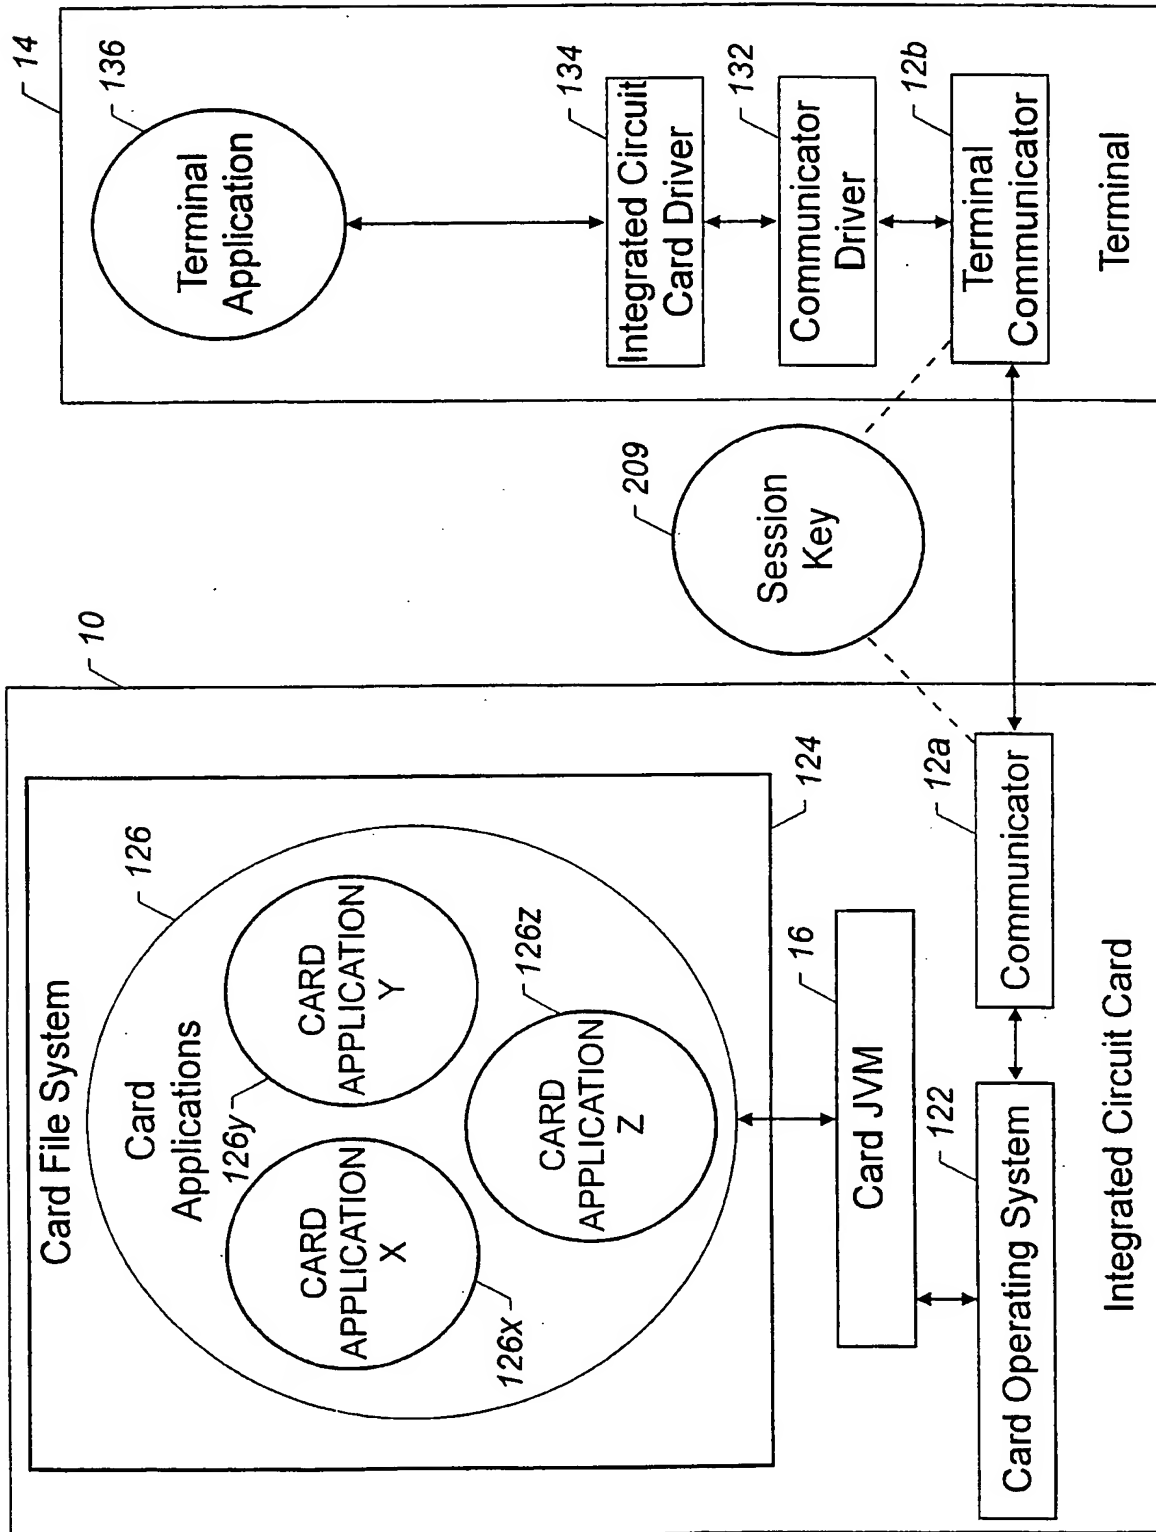 Card File System
Card
Applications
126
CARD
APPLICATION
X
126x
CARD
APPLICATION
Y
126y
CARD
APPLICATION
Z
126z
124
10
Card JVM
16
Card Operating System
122
Communicator
12a
Integrated Circuit Card
Session
Key
209
14
Terminal
Application
136
Integrated Circuit
Card Driver
134
Communicator
Driver
132
Terminal
Communicator
12b
Terminal